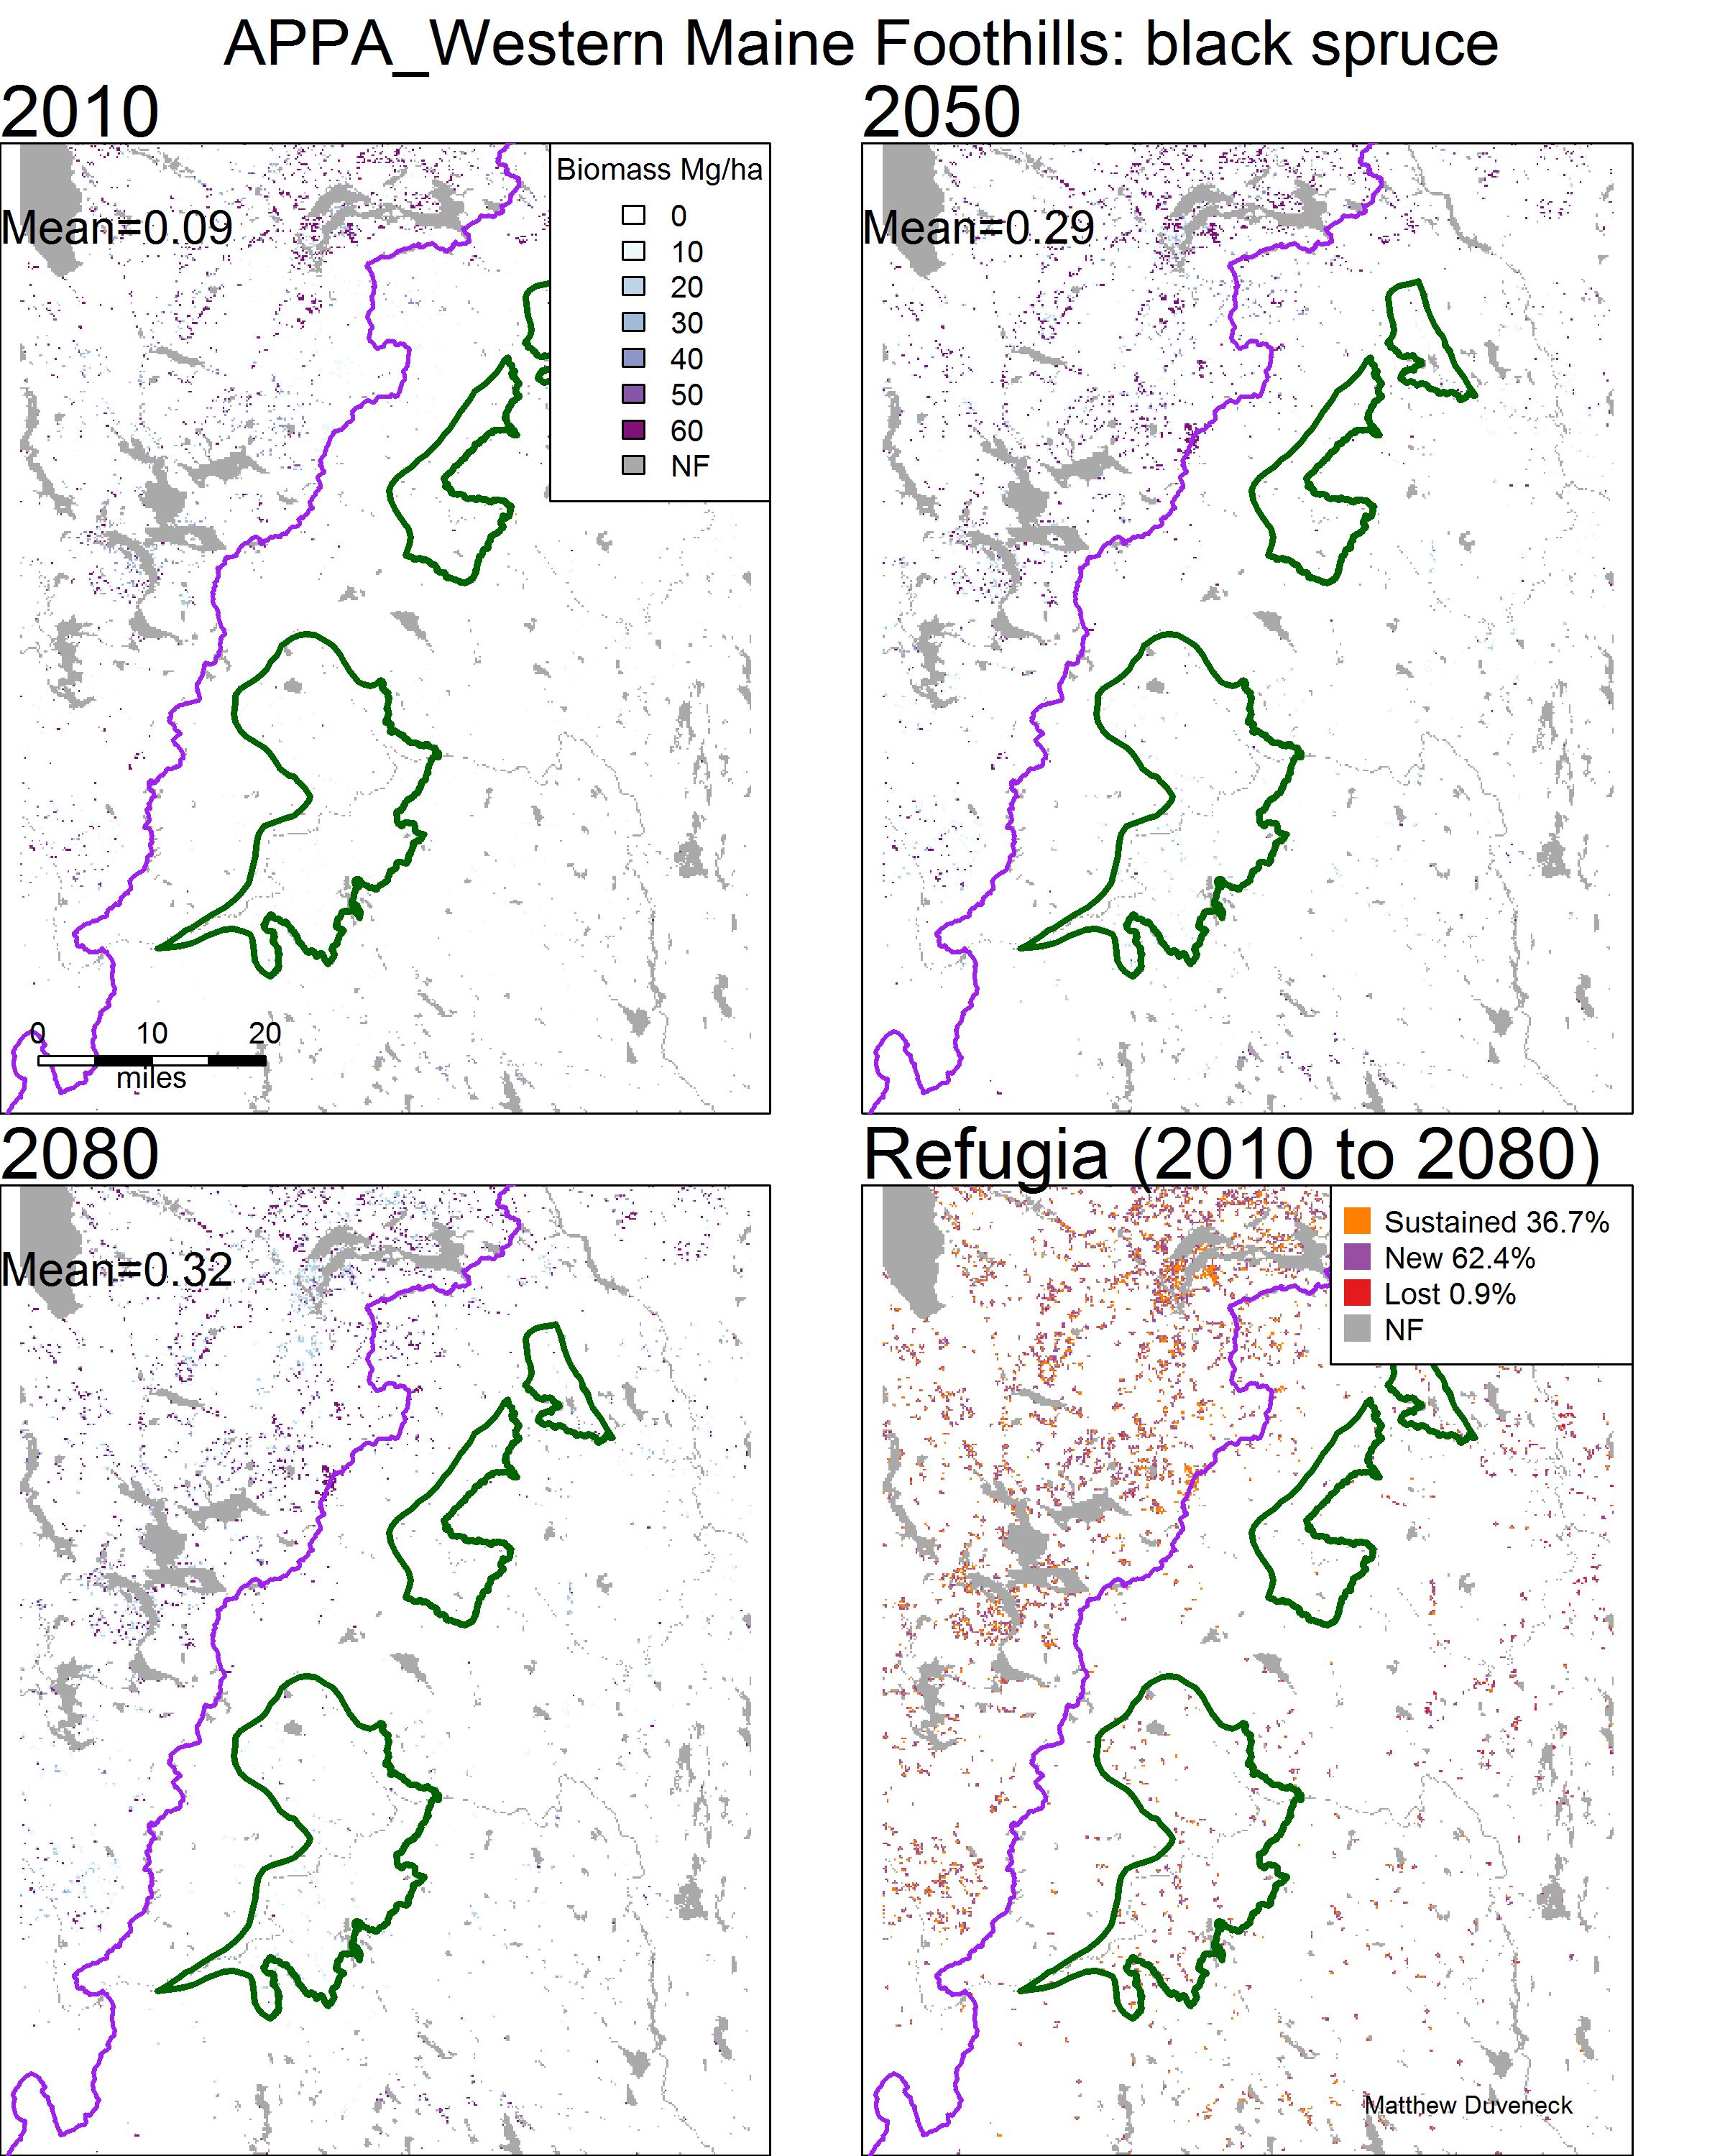 APPA_Western Maine Foothills: black spruce
2010
2050
Biomass Mg/ha
0
10
20
30
40
50
60
NF
Mean=0.09
Mean=0.29
0 10 20
miles
2080
Refugia (2010 to 2080)
Mean=0.32
Sustained 36.7%
New 62.4%
Lost 0.9%
NF
Matthew Duveneck